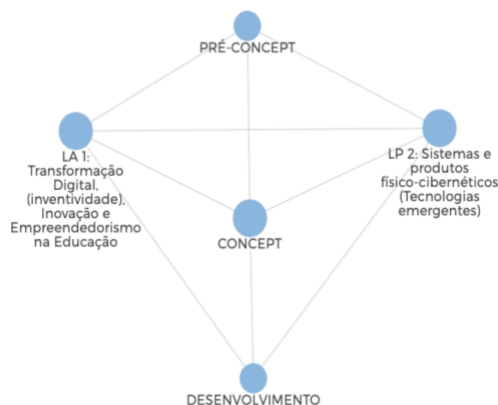 PRÉ-CONCEPT
LA 1:
Transformação
Digital,
(inventividade),
Inovação e
Empreendedorismo
na Educação
LP 2: Sistemas e
produtos
físico-cibernéticos
(Tecnologias
emergentes)
CONCEPT
DESENVOLVIMENTO